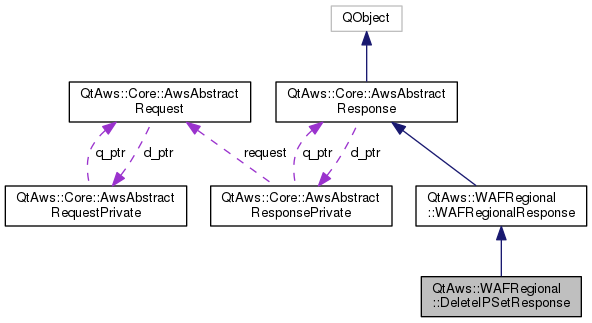 QObject
QtAws::Core::AwsAbstract
Request
QtAws::Core::AwsAbstract
Response
q_ptr
d_ptr
request
q_ptr
d_ptr
QtAws::Core::AwsAbstract
RequestPrivate
QtAws::Core::AwsAbstract
ResponsePrivate
QtAws::WAFRegional
::WAFRegionalResponse
QtAws::WAFRegional
::DeleteIPSetResponse